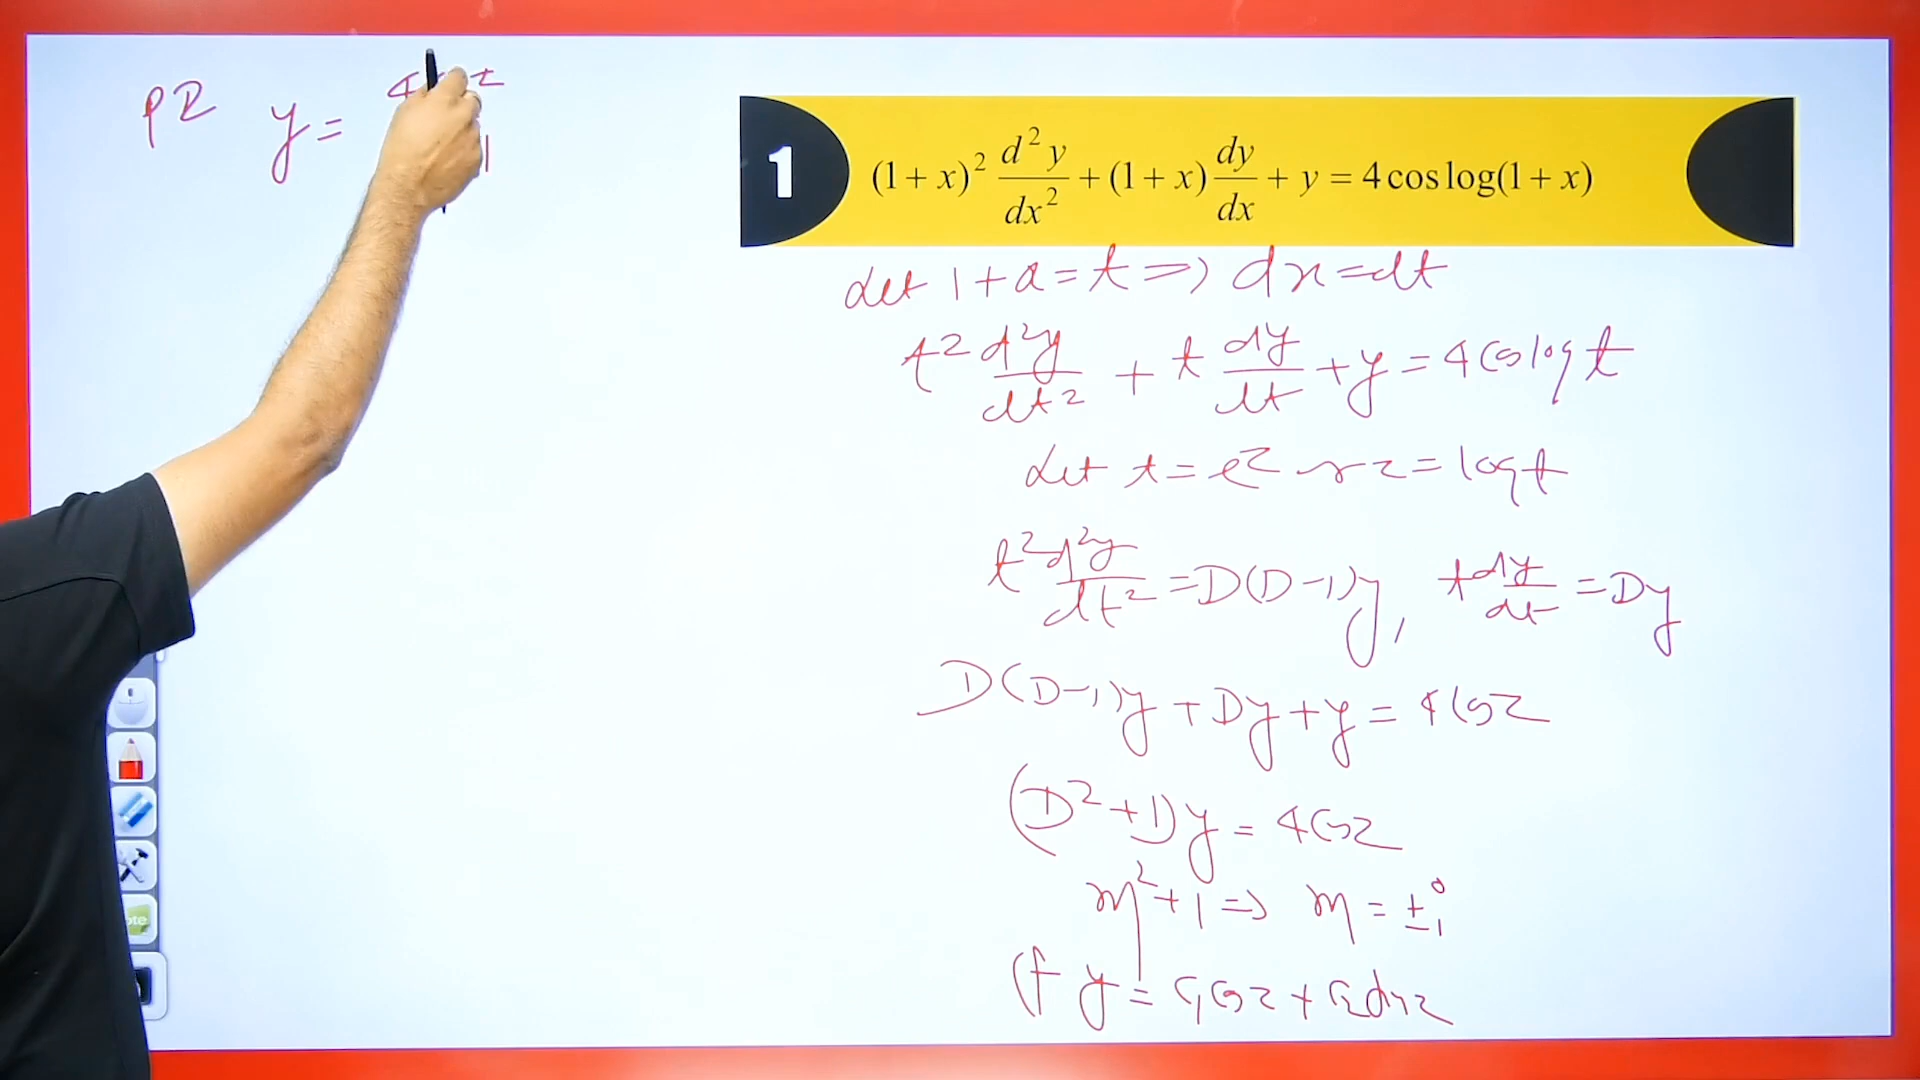 PI y =
1
(1 + x)² d²y/dx² + (1 + x) dy/dx + y = 4 cos log(1 + x)
Let 1 + x = t ⇒ dx = dt
t² d²y/dt² + t dy/dt + y = 4 cos log t
Let t = e^z or z = log t
t² d²y/dt² = D(D-1)y, t dy/dt = Dy
D(D-1)y + Dy + y = 4 cos z
(D² + 1)y = 4 cos z
m² + 1 ⇒ m = ± i
CF y = C₁ cos z + C₂ sin z